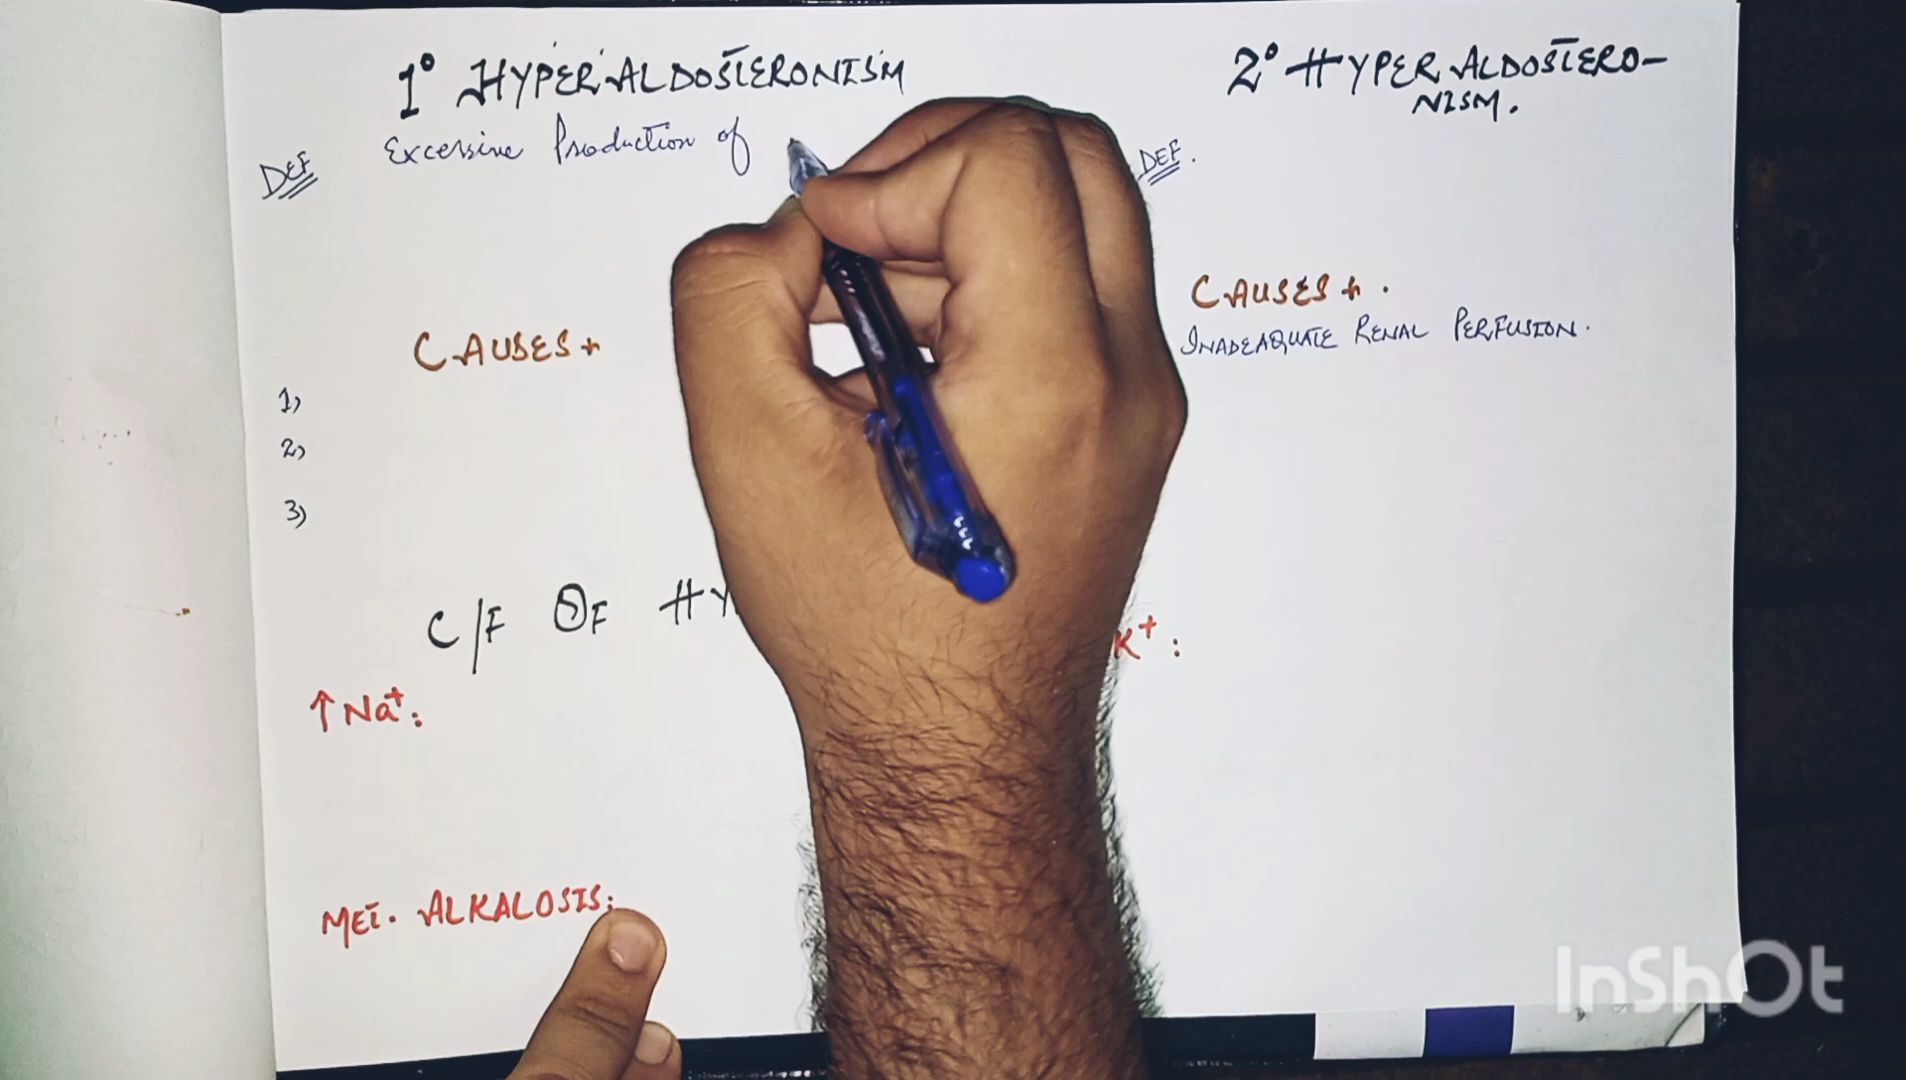 1° HYPERALDOSTERONISM
DEF
Excessive Production of
CAUSES
1)
2)
3)
2° HYPERALDOSTERO-
NISM.
DEF.
CAUSES .
INADEAQUATE RENAL PERFUSION.
C/F OF HY
↑Na⁺:
K⁺:
MET. ALKALOSIS:
InShOt